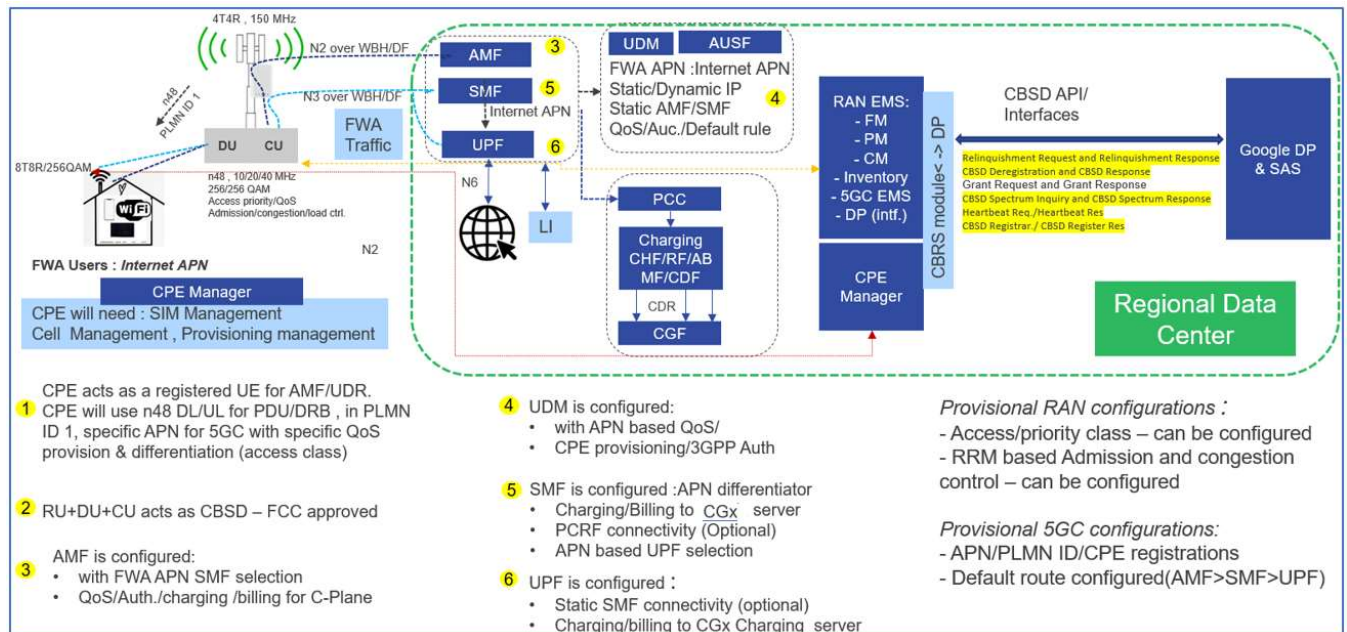 4T4R , 150 MHz
N2 over WBH/DF
n48
PLMN ID 1
N3 over WBH/DF
FWA
Traffic
DU
CU
8T8R/256QAM
n48 , 10/20/40 MHz
256/256 QAM
Access priority/QoS
Admission/congestion/load ctrl.
WiFi
N2
FWA Users : Internet APN
CPE Manager
CPE will need : SIM Management
Cell Management , Provisioning management
AMF
3
SMF
5
Internet APN
UPF
6
N6
LI
UDM
AUSF
FWA APN :Internet APN
Static/Dynamic IP
Static AMF/SMF
QoS/Auc./Default rule
4
PCC
Charging
CHF/RF/AB
MF/CDF
CDR
CGF
RAN EMS:
- FM
- PM
- CM
- Inventory
- 5GC EMS
- DP (intf.)
CPE
Manager
CBRS module< -> DP
CBSD API/
Interfaces
Relinquishment Request and Relinquishment Response
CBSD Deregistration and CBSD Response
Grant Request and Grant Response
CBSD Spectrum Inquiry and CBSD Spectrum Response
Heartbeat Req./Heartbeat Res
CBSD Registrar./ CBSD Register Res
Google DP
& SAS
Regional Data
Center
1
CPE acts as a registered UE for AMF/UDR.
CPE will use n48 DL/UL for PDU/DRB , in PLMN
ID 1, specific APN for 5GC with specific QoS
provision & differentiation (access class)
2 RU+DU+CU acts as CBSD – FCC approved
3 AMF is configured:
• with FWA APN SMF selection
• QoS/Auth./charging /billing for C-Plane
4 UDM is configured:
• with APN based QoS/
• CPE provisioning/3GPP Auth
5 SMF is configured :APN differentiator
• Charging/Billing to CGx server
• PCRF connectivity (Optional)
• APN based UPF selection
6 UPF is configured :
• Static SMF connectivity (optional)
• Charging/billing to CGx Charging server
Provisional RAN configurations :
- Access/priority class – can be configured
- RRM based Admission and congestion
control – can be configured
Provisional 5GC configurations:
- APN/PLMN ID/CPE registrations
- Default route configured(AMF>SMF>UPF)